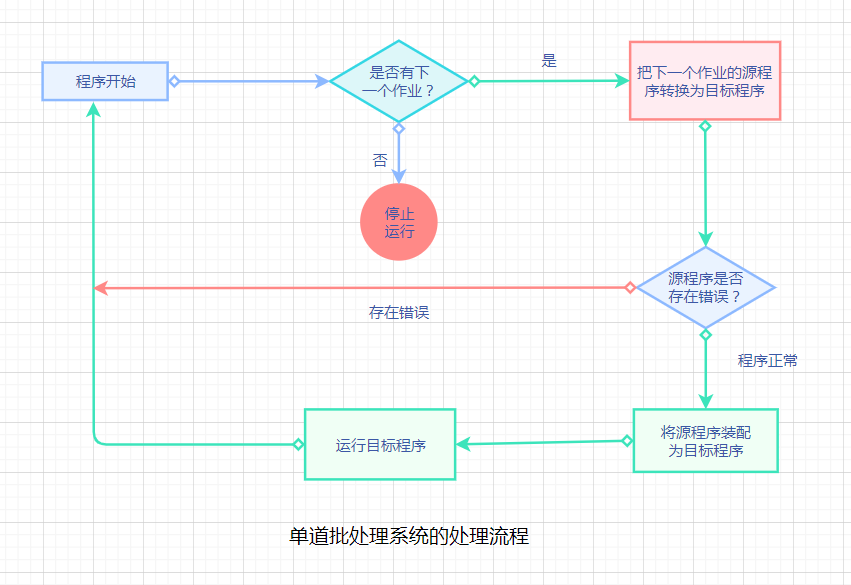 程序开始
是否有下
一个作业？
是
把下一个作业的源程
序转换为目标程序
否
停止
运行
源程序是否
存在错误？
存在错误
程序正常
运行目标程序
将源程序装配
为目标程序
单道批处理系统的处理流程